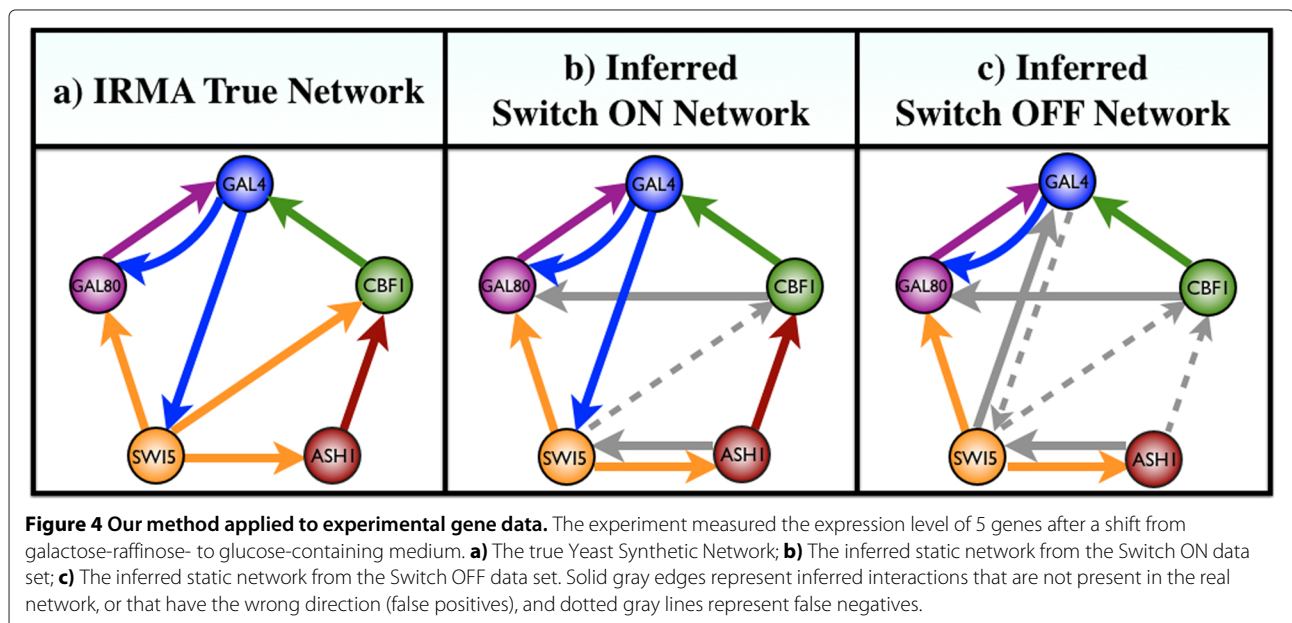 a) IRMA True Network
b) Inferred
Switch ON Network
c) Inferred
Switch OFF Network
GAL4
GAL80
CBF1
SWI5
ASH1
GAL4
GAL80
CBF1
SWI5
ASH1
GAL4
GAL80
CBF1
SWI5
ASH1
Figure 4 Our method applied to experimental gene data. The experiment measured the expression level of 5 genes after a shift from
galactose-raffinose- to glucose-containing medium. a) The true Yeast Synthetic Network; b) The inferred static network from the Switch ON data
set; c) The inferred static network from the Switch OFF data set. Solid gray edges represent inferred interactions that are not present in the real
network, or that have the wrong direction (false positives), and dotted gray lines represent false negatives.